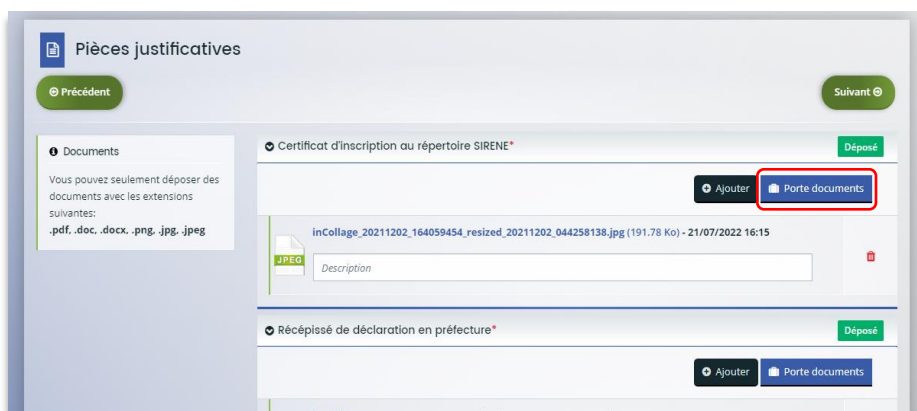 Pièces justificatives
Précédent
Suivant
Documents
Vous pouvez seulement déposer des
documents avec les extensions
suivantes:
.pdf, .doc, .docx, .png, .jpg, .jpeg
Certificat d'inscription au répertoire SIRENE*
Déposé
Ajouter
Porte documents
inCollage_20211202_164059454_resized_20211202_044258138.jpg (191.78 Ko) - 21/07/2022 16:15
JPEG
Description
Récépissé de déclaration en préfecture*
Déposé
Ajouter
Porte documents